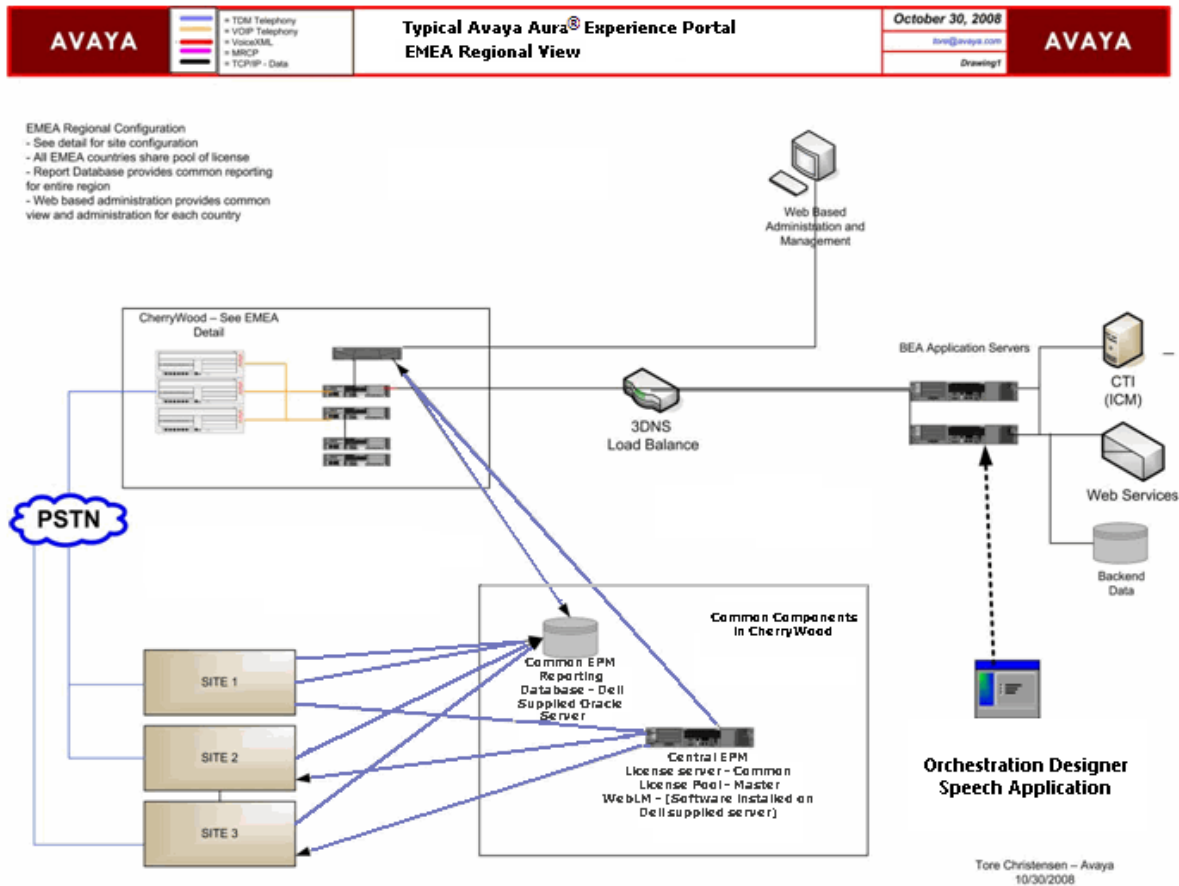 AVAYA
= TDM Telephony
= VOIP Telephony
= VoiceXML
= MRCP
= TCP/IP - Data
Typical Avaya Aura® Experience Portal
EMEA Regional View
October 30, 2008
tore@avaya.com
Drawing1
AVAYA
EMEA Regional Configuration
- See detail for site configuration
- All EMEA countries share pool of license
- Report Database provides common reporting
for entire region
- Web based administration provides common
view and administration for each country
Web Based
Administration and
Management
CherryWood – See EMEA
Detail
BEA Application Servers
CTI
(ICM)
3DNS
Load Balance
Web Services
PSTN
Backend
Data
Common Components
in CherryWood
Common EPM
Reporting
Database - Dell
Supplied Oracle
Server
SITE 1
SITE 2
SITE 3
Central EPM
License server - Common
License Pool - Master
WebLM - (Software installed on
Dell supplied server)
Orchestration Designer
Speech Application
Tore Christensen – Avaya
10/30/2008